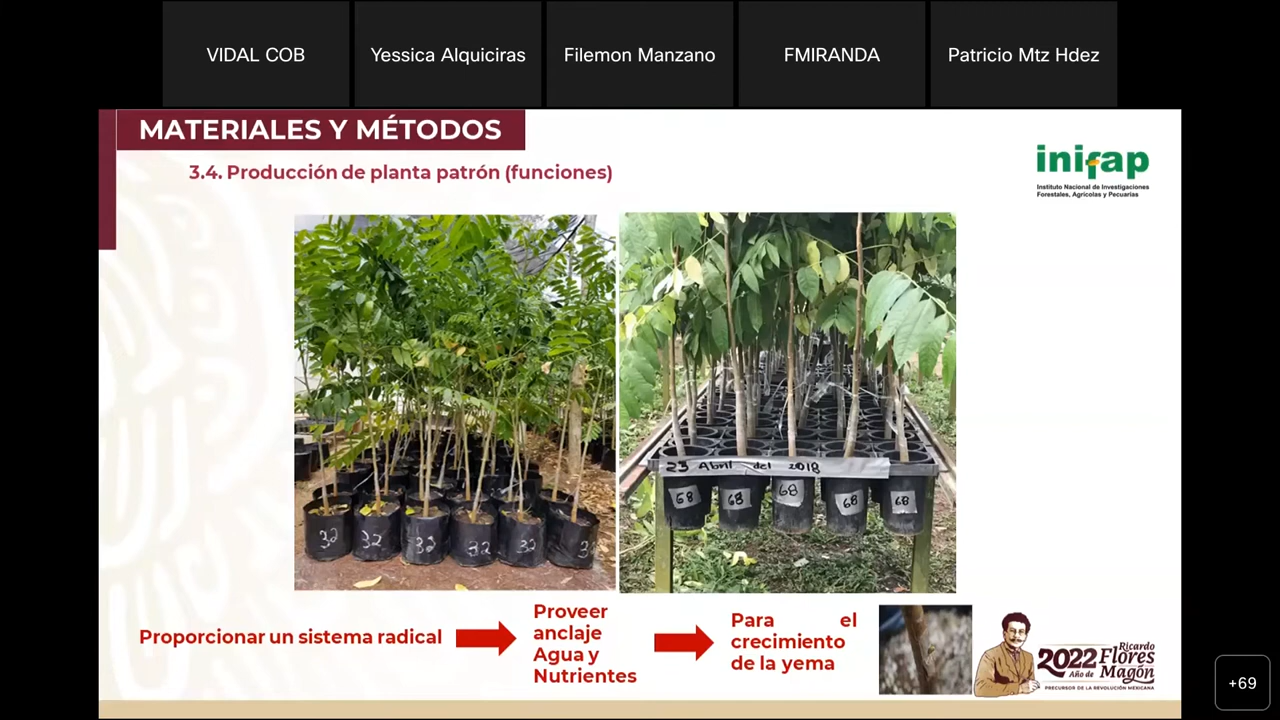 VIDAL COB
Yessica Alquiciras
Filemon Manzano
FMIRANDA
Patricio Mtz Hdez
MATERIALES Y MÉTODOS
3.4. Producción de planta patrón (funciones)
inifap
Instituto Nacional de Investigaciones
Forestales, Agrícolas y Pecuarias
32 32 32 32 32 3
23 Abril del 2018
68 68 68 68 68
Proporcionar un sistema radical
Proveer
anclaje
Agua y
Nutrientes
Para el
crecimiento
de la yema
2022 Ricardo
Año de Flores
Magón
PRECURSOR DE LA REVOLUCIÓN MEXICANA
+69